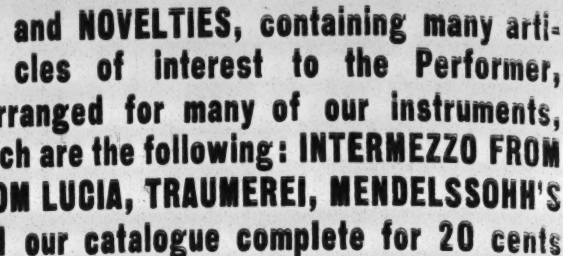 and NOVELTIES, containing many arti-
cles of interest to the Performer,
rranged for many of our instruments,
ch are the following: INTERMEZZO FROM
OM LUCIA, TRAUMEREI, MENDELSSOHH'S
our catalogue complete for 20 cents